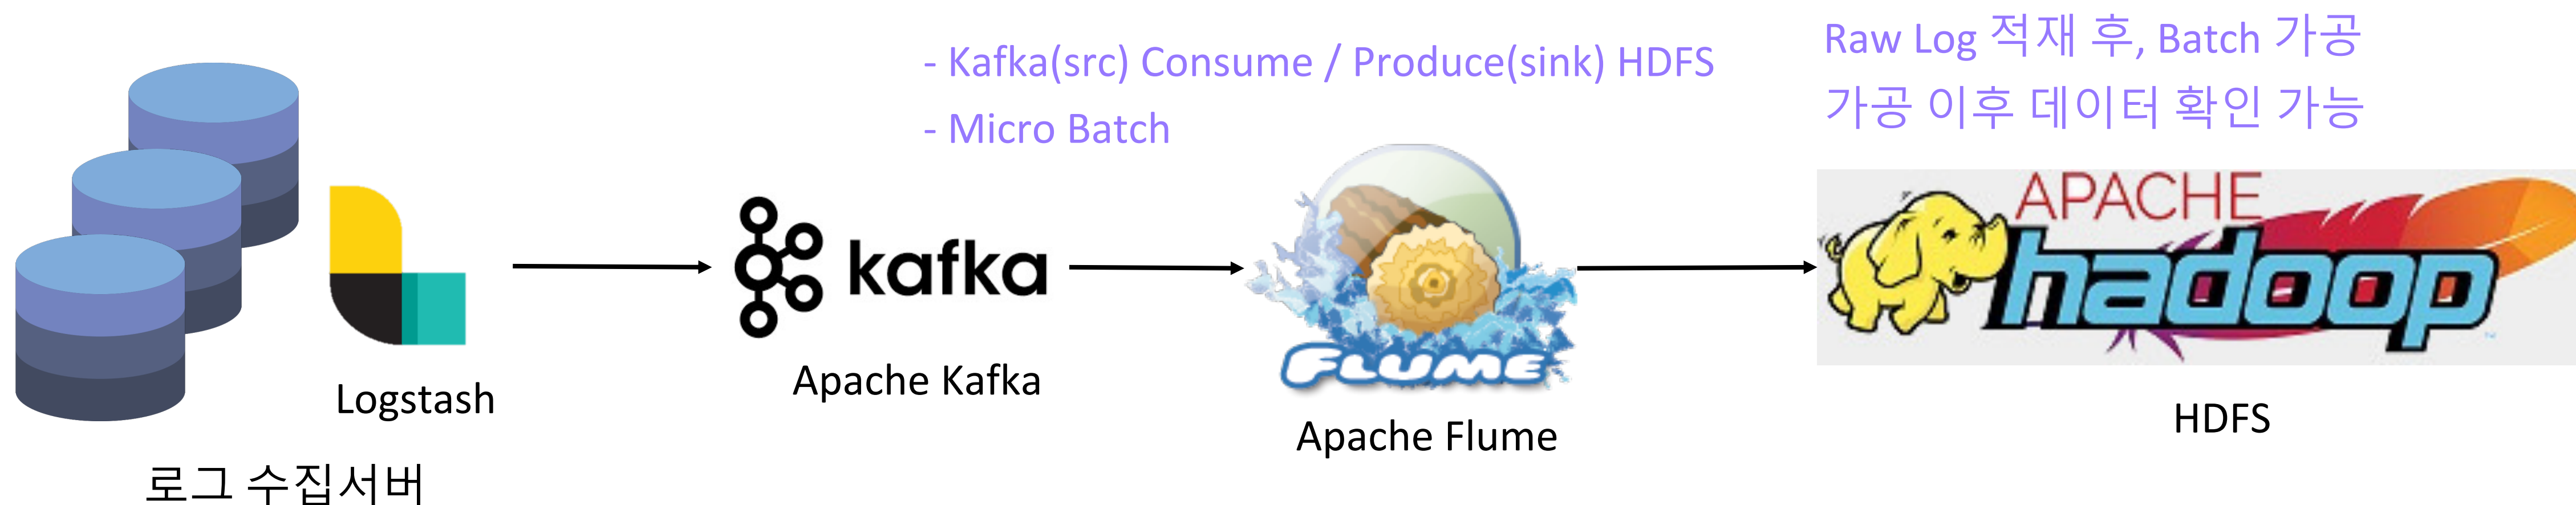 - Kafka(src) Consume / Produce(sink) HDFS
- Micro Batch
Raw Log 적재 후, Batch 가공
가공 이후 데이터 확인 가능
kafka
FLUME
APACHE
hadoop
Logstash
Apache Kafka
Apache Flume
HDFS
로그 수집서버